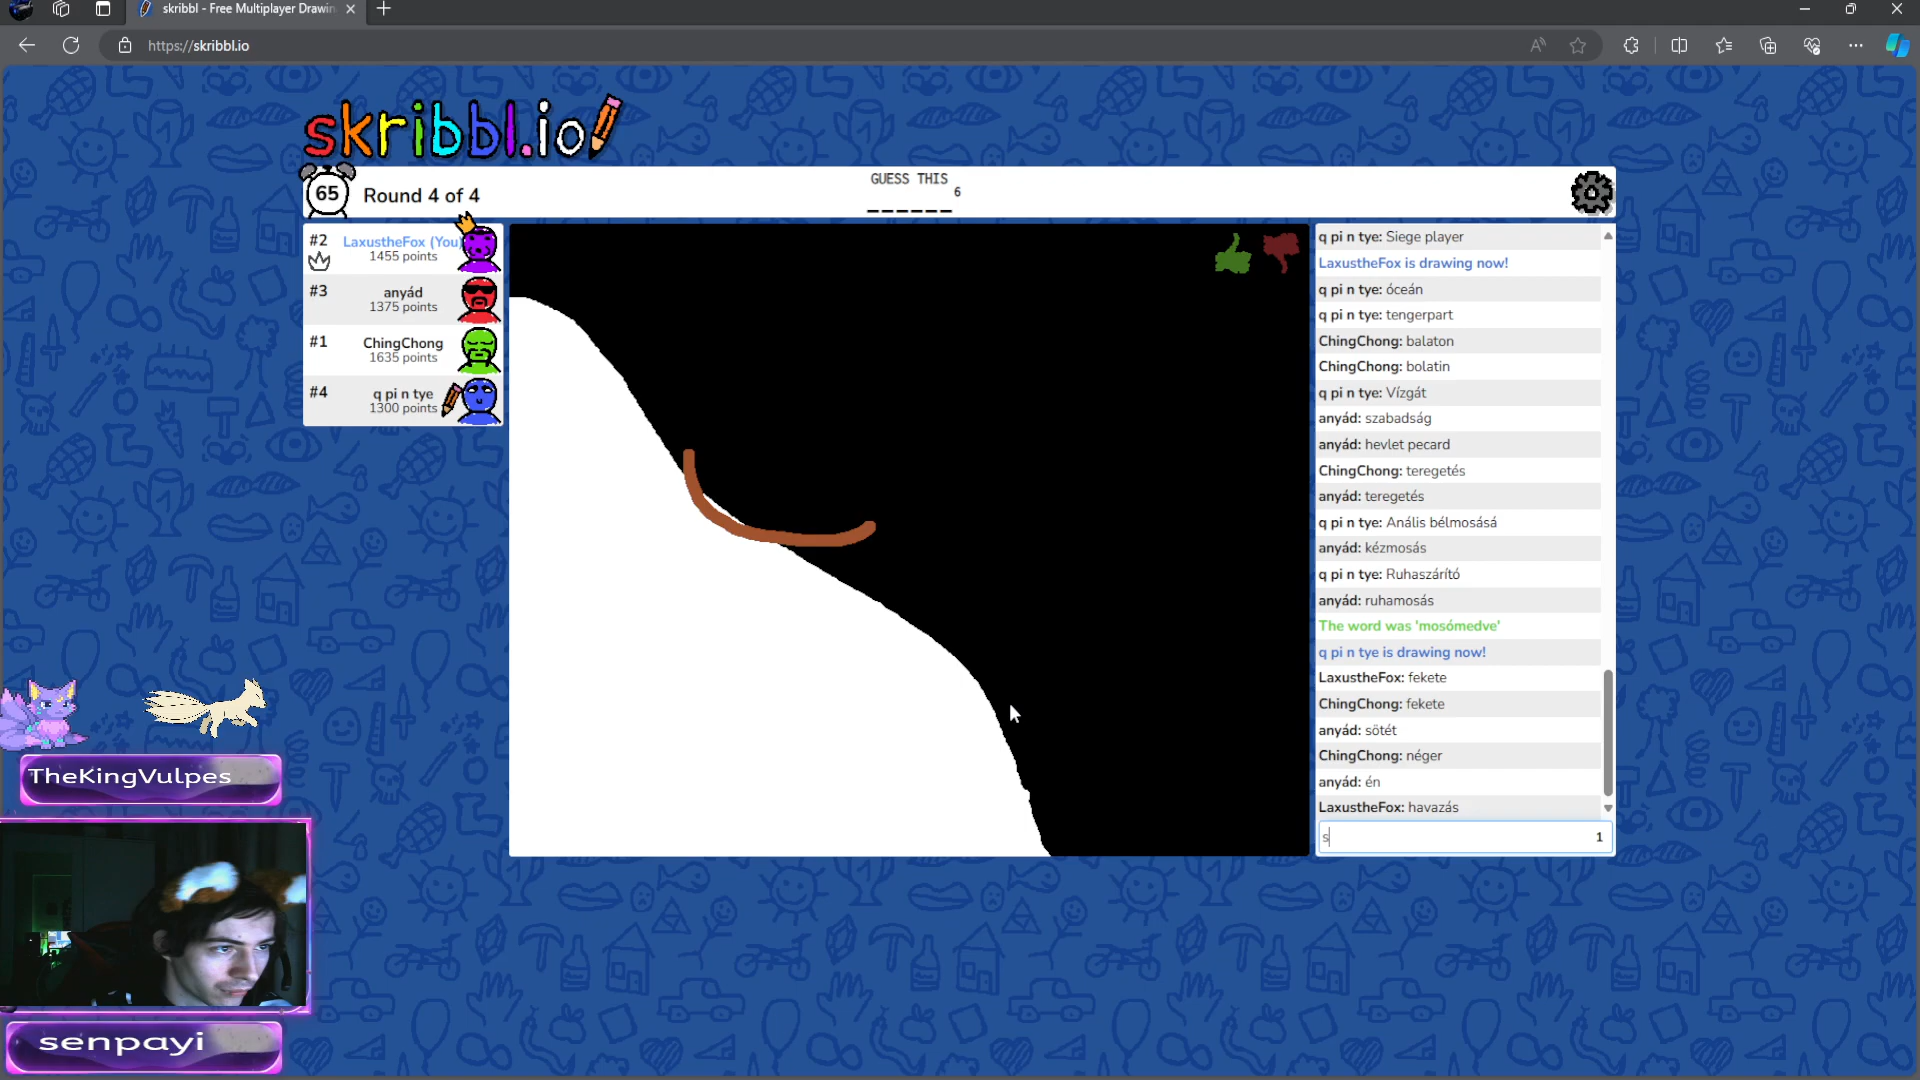 skribbl - Free Multiplayer Drawin
https://skribbl.io
skribbl.io
65
Round 4 of 4
GUESS THIS
6
______
#2
LaxustheFox (You)
1455 points
#3
anyád
1375 points
#1
ChingChong
1635 points
#4
q pi n tye
1300 points
q pi n tye: Siege player
LaxustheFox is drawing now!
q pi n tye: óceán
q pi n tye: tengerpart
ChingChong: balaton
ChingChong: bolatin
q pi n tye: Vízgát
anyád: szabadság
anyád: hevlet pecard
ChingChong: teregetés
anyád: teregetés
q pi n tye: Anális bélmosásá
anyád: kézmosás
q pi n tye: Ruhaszárító
anyád: ruhamosás
The word was 'mosómedve'
q pi n tye is drawing now!
LaxustheFox: fekete
ChingChong: fekete
anyád: sötét
ChingChong: néger
anyád: én
LaxustheFox: havazás
s
1
TheKingVulpes
senpayi